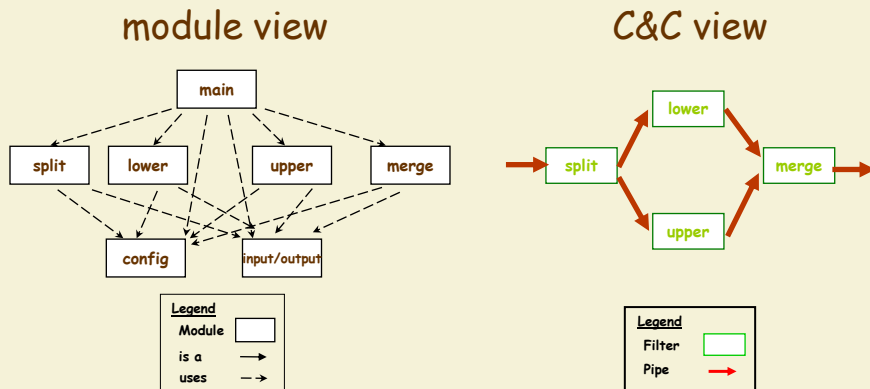 module view
main
split
lower
upper
merge
config
input/output
Legend
Module
is a
uses
C&C view
lower
split
merge
upper
Legend
Filter
Pipe